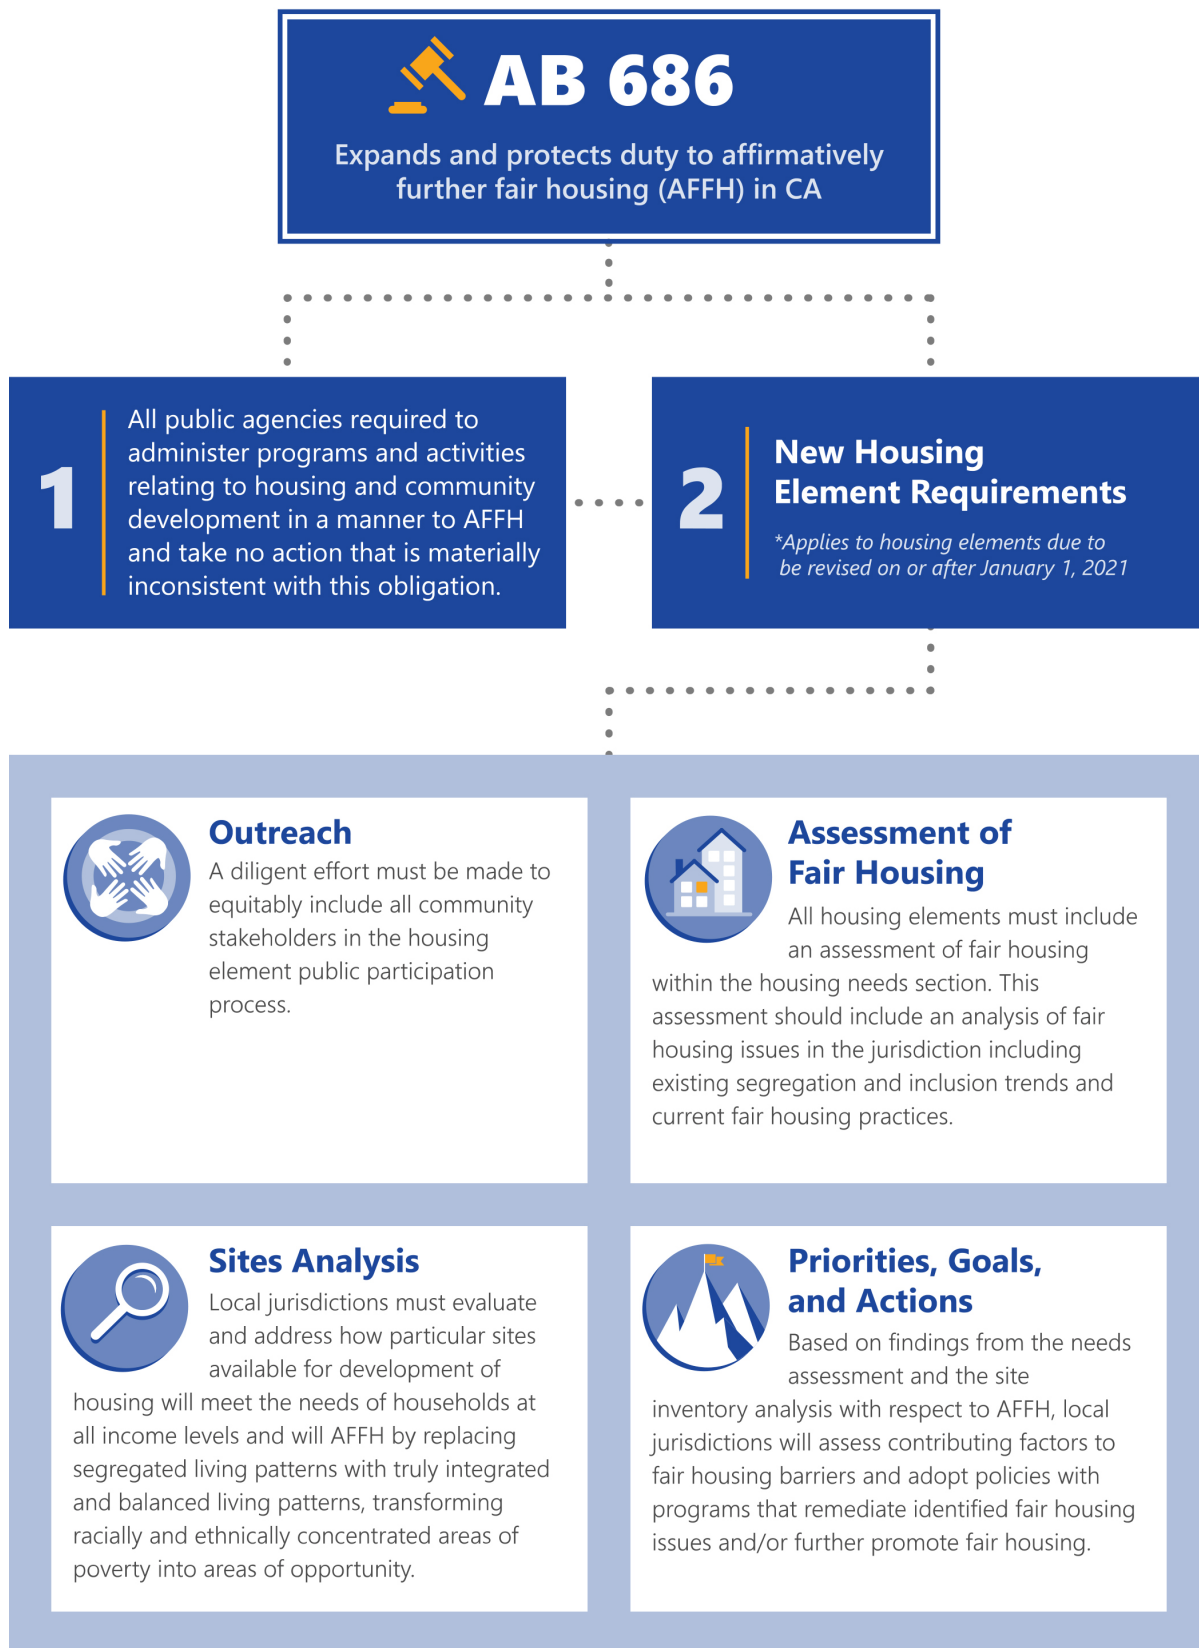 AB 686
Expands and protects duty to affirmatively
further fair housing (AFFH) in CA
1
All public agencies required to
administer programs and activities
relating to housing and community
development in a manner to AFFH
and take no action that is materially
inconsistent with this obligation.
2
New Housing
Element Requirements
*Applies to housing elements due to
be revised on or after January 1, 2021
Outreach
A diligent effort must be made to
equitably include all community
stakeholders in the housing
element public participation
process.
Assessment of
Fair Housing
All housing elements must include
an assessment of fair housing
within the housing needs section. This
assessment should include an analysis of fair
housing issues in the jurisdiction including
existing segregation and inclusion trends and
current fair housing practices.
Sites Analysis
Local jurisdictions must evaluate
and address how particular sites
available for development of
housing will meet the needs of households at
all income levels and will AFFH by replacing
segregated living patterns with truly integrated
and balanced living patterns, transforming
racially and ethnically concentrated areas of
poverty into areas of opportunity.
Priorities, Goals,
and Actions
Based on findings from the needs
assessment and the site
inventory analysis with respect to AFFH, local
jurisdictions will assess contributing factors to
fair housing barriers and adopt policies with
programs that remediate identified fair housing
issues and/or further promote fair housing.